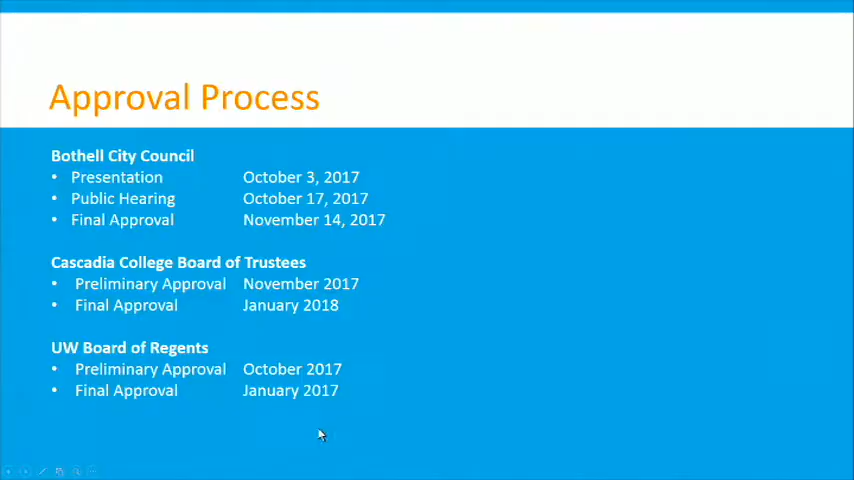 Approval Process
Bothell City Council
• Presentation October 3, 2017
• Public Hearing October 17, 2017
• Final Approval November 14, 2017
Cascadia College Board of Trustees
• Preliminary Approval November 2017
• Final Approval January 2018
UW Board of Regents
• Preliminary Approval October 2017
• Final Approval January 2017